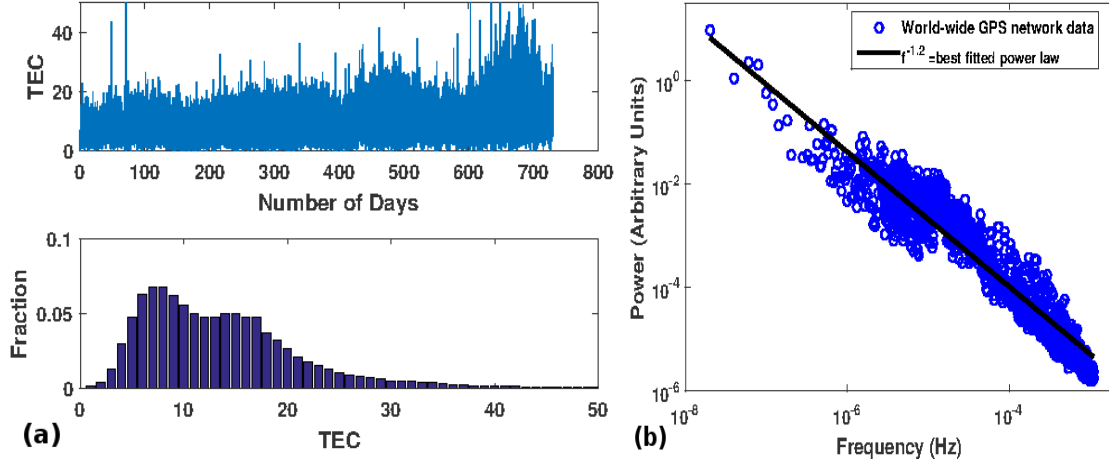 40
20
0
TEC
0 100 200 300 400 500 600 700 800
Number of Days
0.1
0.05
0
Fraction
10 20 30 40 50
TEC
(a)
World-wide GPS network data
f^-1.2 =best fitted power law
10^0
10^-2
10^-4
10^-6
Power (Arbitrary Units)
10^-8 10^-6 10^-4
Frequency (Hz)
(b)